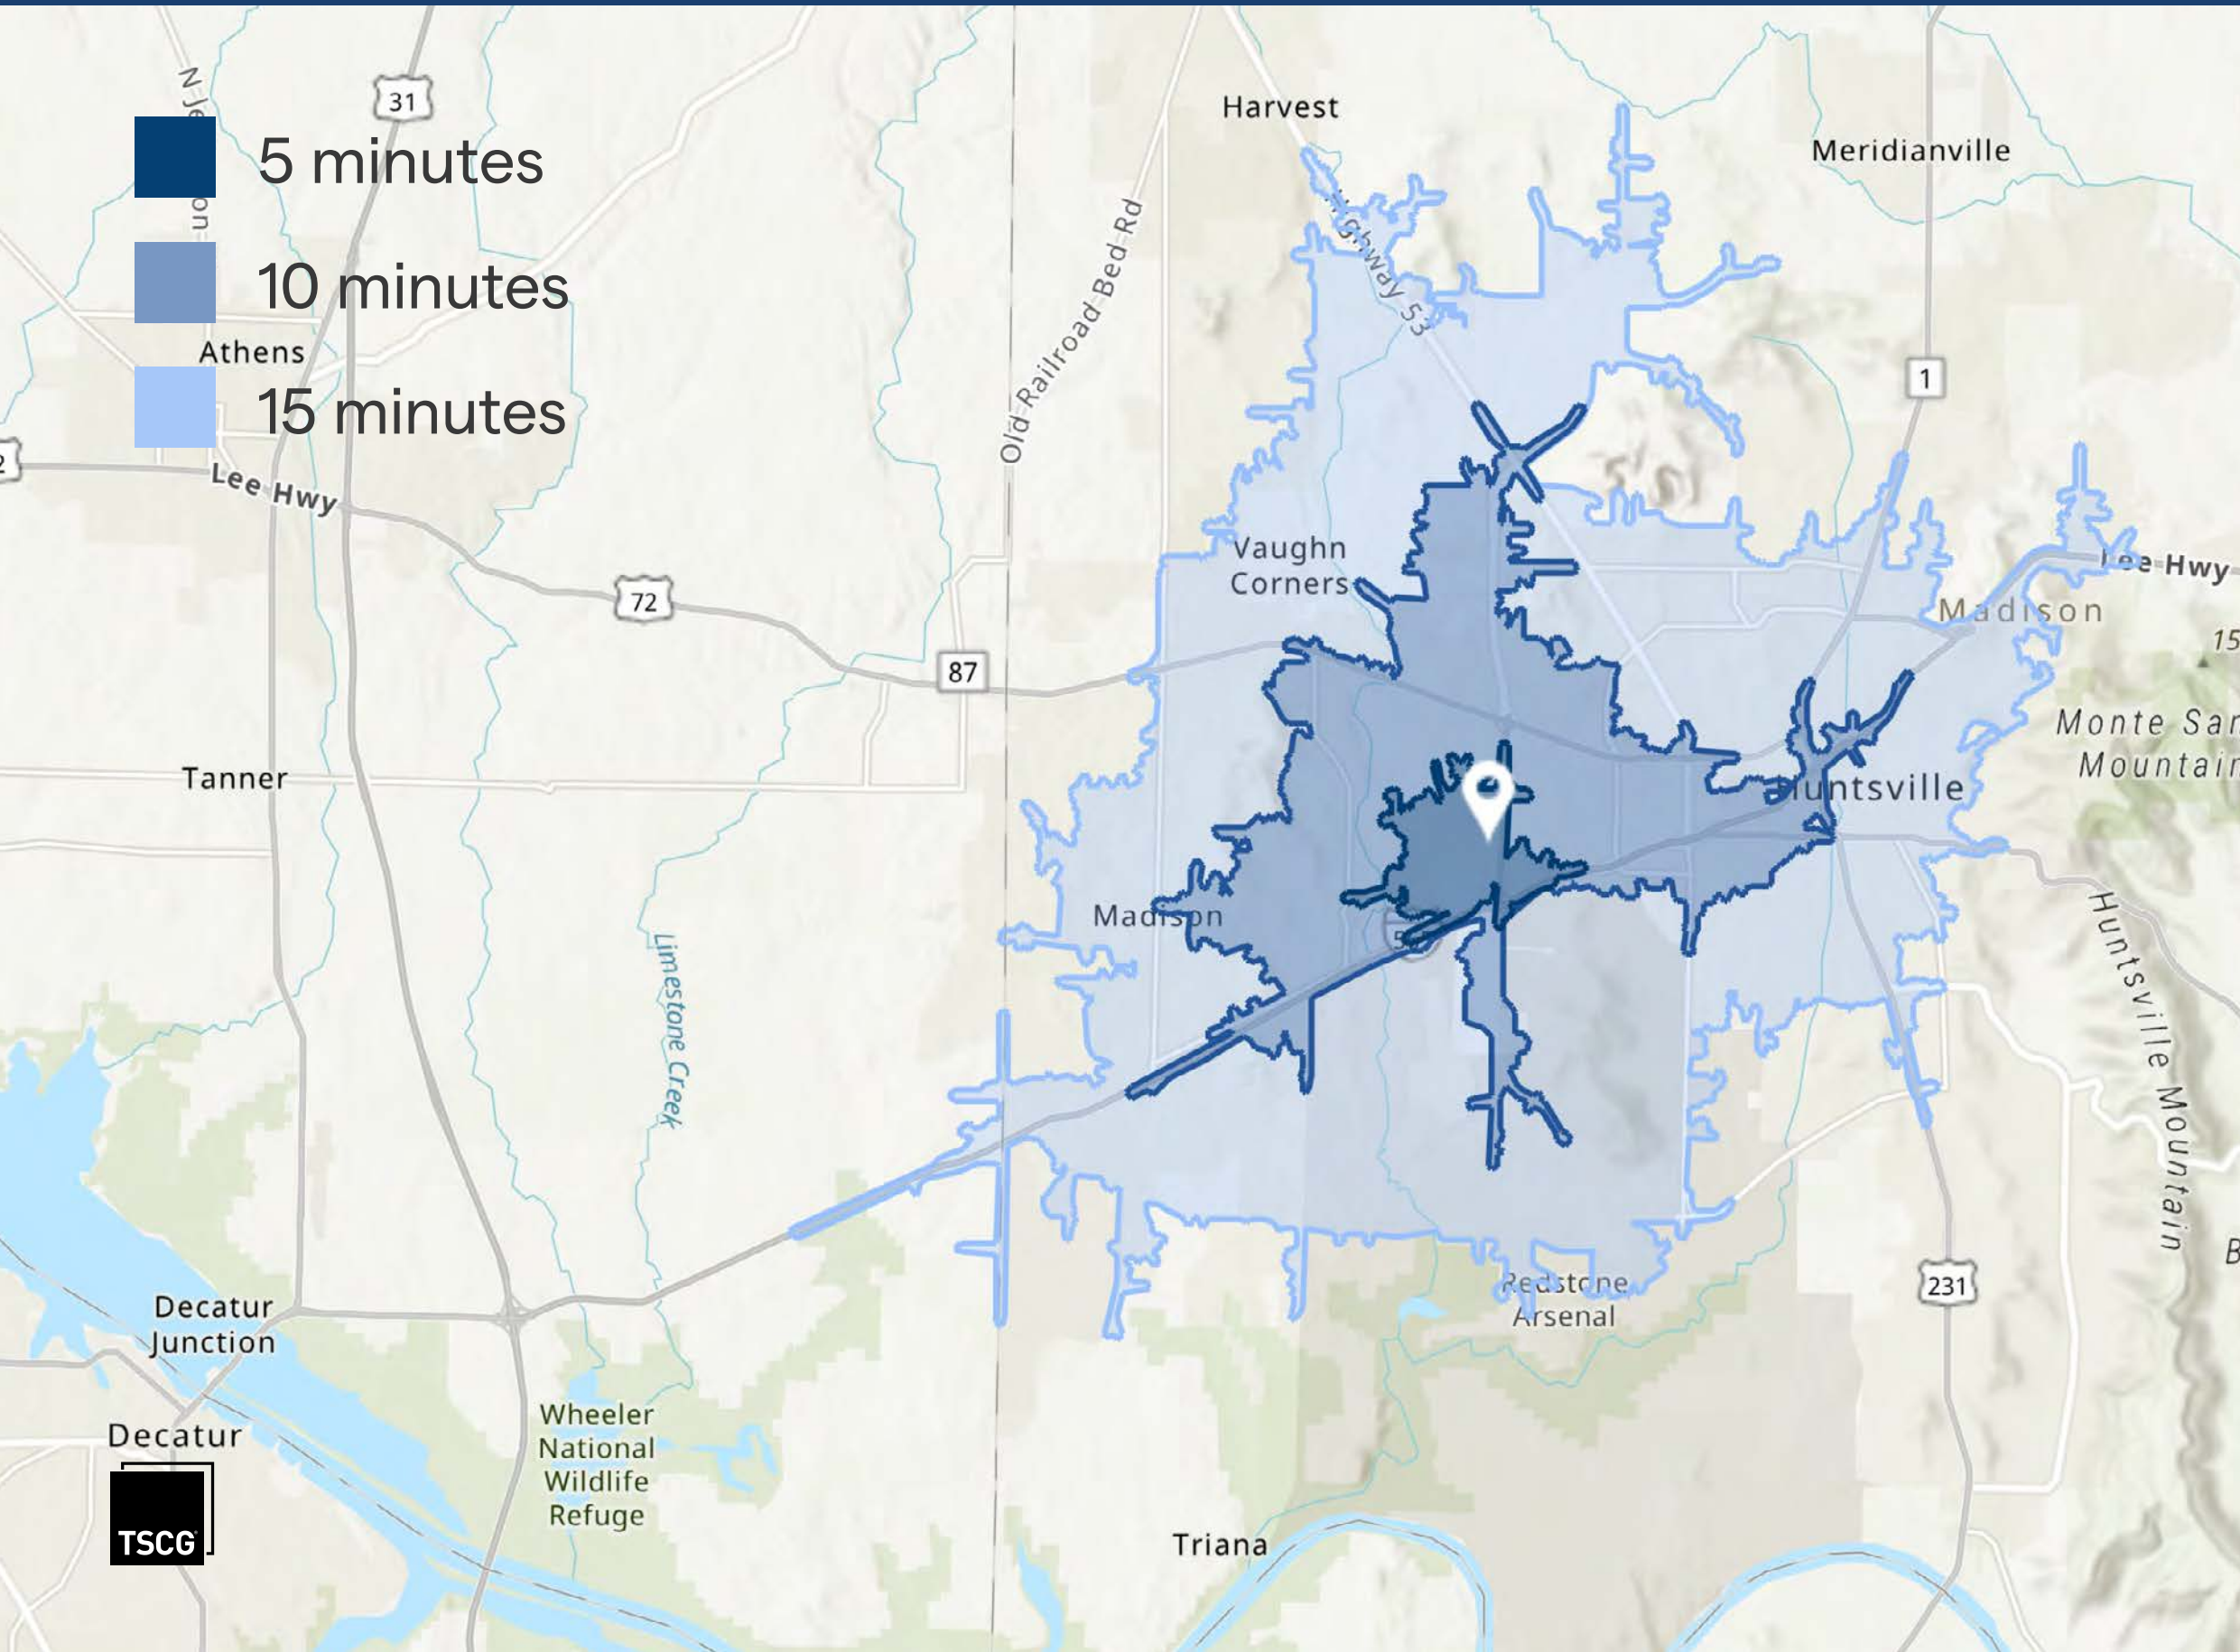 31
5 minutes
10 minutes
15 minutes
Athens
Lee Hwy
Old Railroad Bed Rd
Harvest
Highway 53
Meridianville
1
72
87
Vaughn
Corners
Lee Hwy
Madison
15
Monte Sar
Mountair
Huntsville
Tanner
Madison
Limestone Creek
Huntsville Mountain
Redstone
Arsenal
231
B
Decatur
Junction
Decatur
Wheeler
National
Wildlife
Refuge
Triana
TSCG